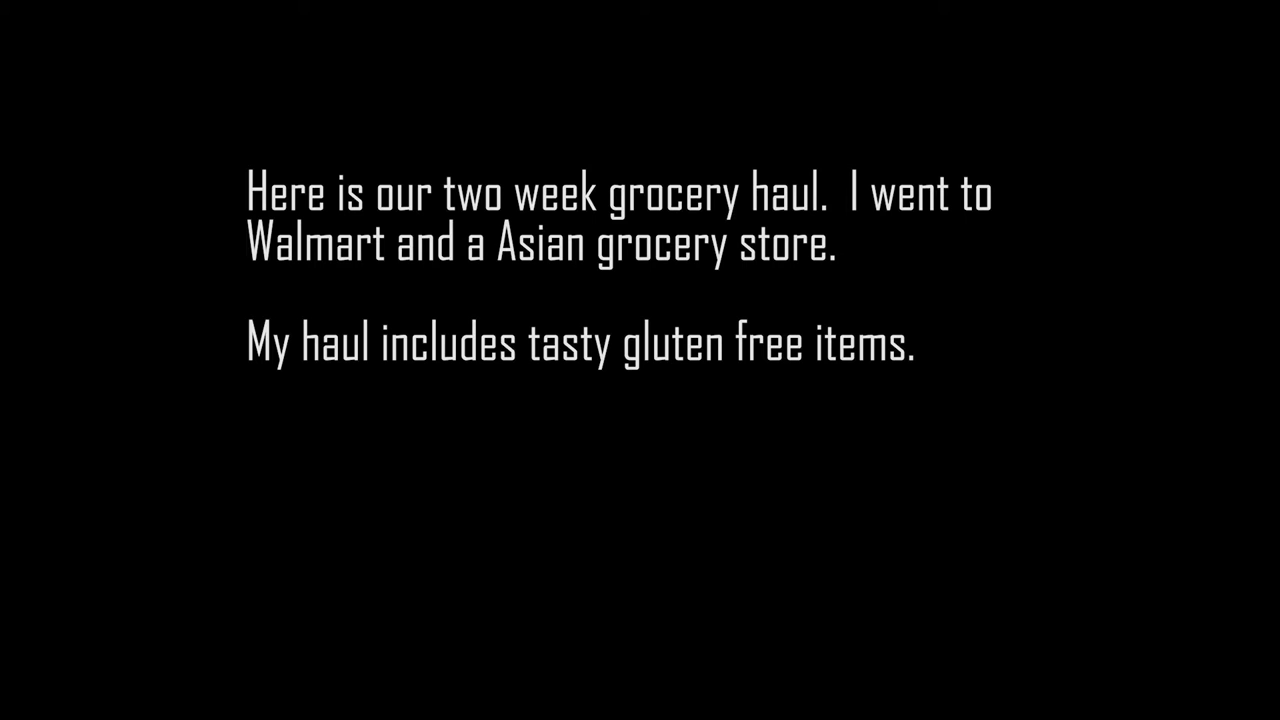 Here is our two week grocery haul.  I went to
Walmart and a Asian grocery store.
My haul includes tasty gluten free items.